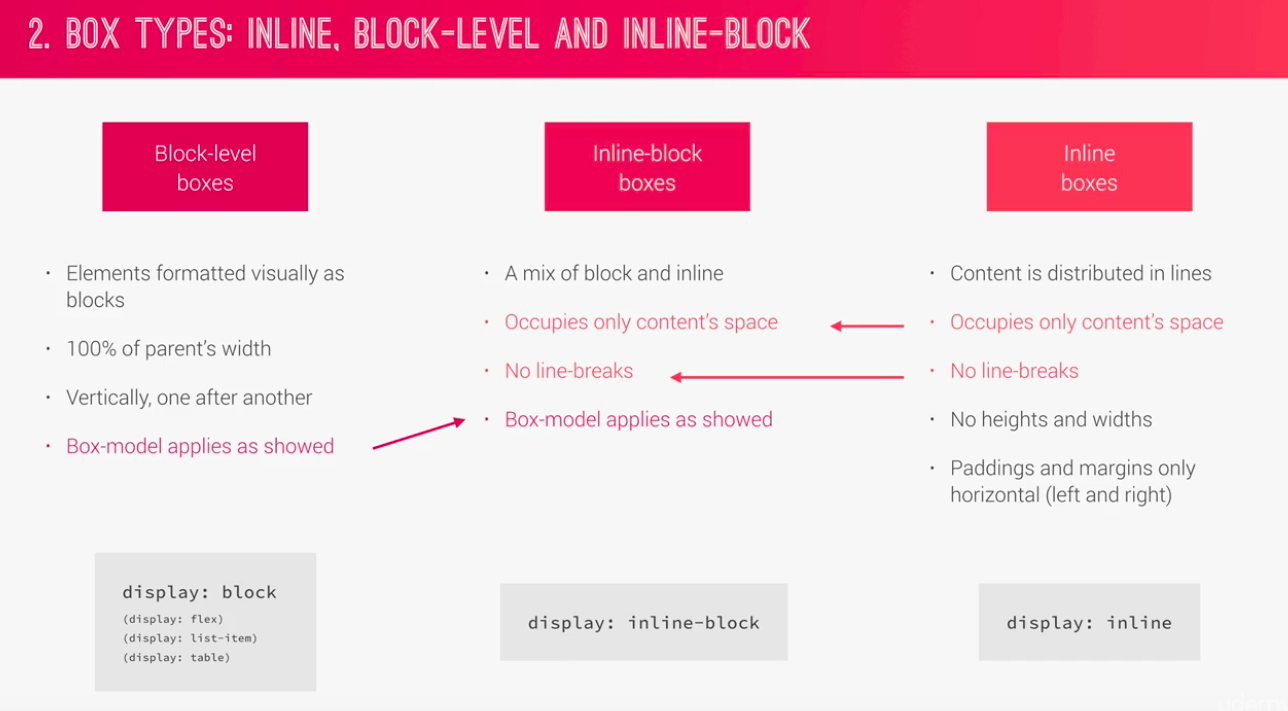 2. BOX TYPES: INLINE, BLOCK-LEVEL AND INLINE-BLOCK
Block-level
boxes
· Elements formatted visually as
blocks
· 100% of parent's width
· Vertically, one after another
· Box-model applies as showed
display: block
(display: flex)
(display: list-item)
(display: table)
Inline-block
boxes
· A mix of block and inline
· Occupies only content's space
· No line-breaks
· Box-model applies as showed
display: inline-block
Inline
boxes
· Content is distributed in lines
· Occupies only content's space
· No line-breaks
· No heights and widths
· Paddings and margins only
horizontal (left and right)
display: inline